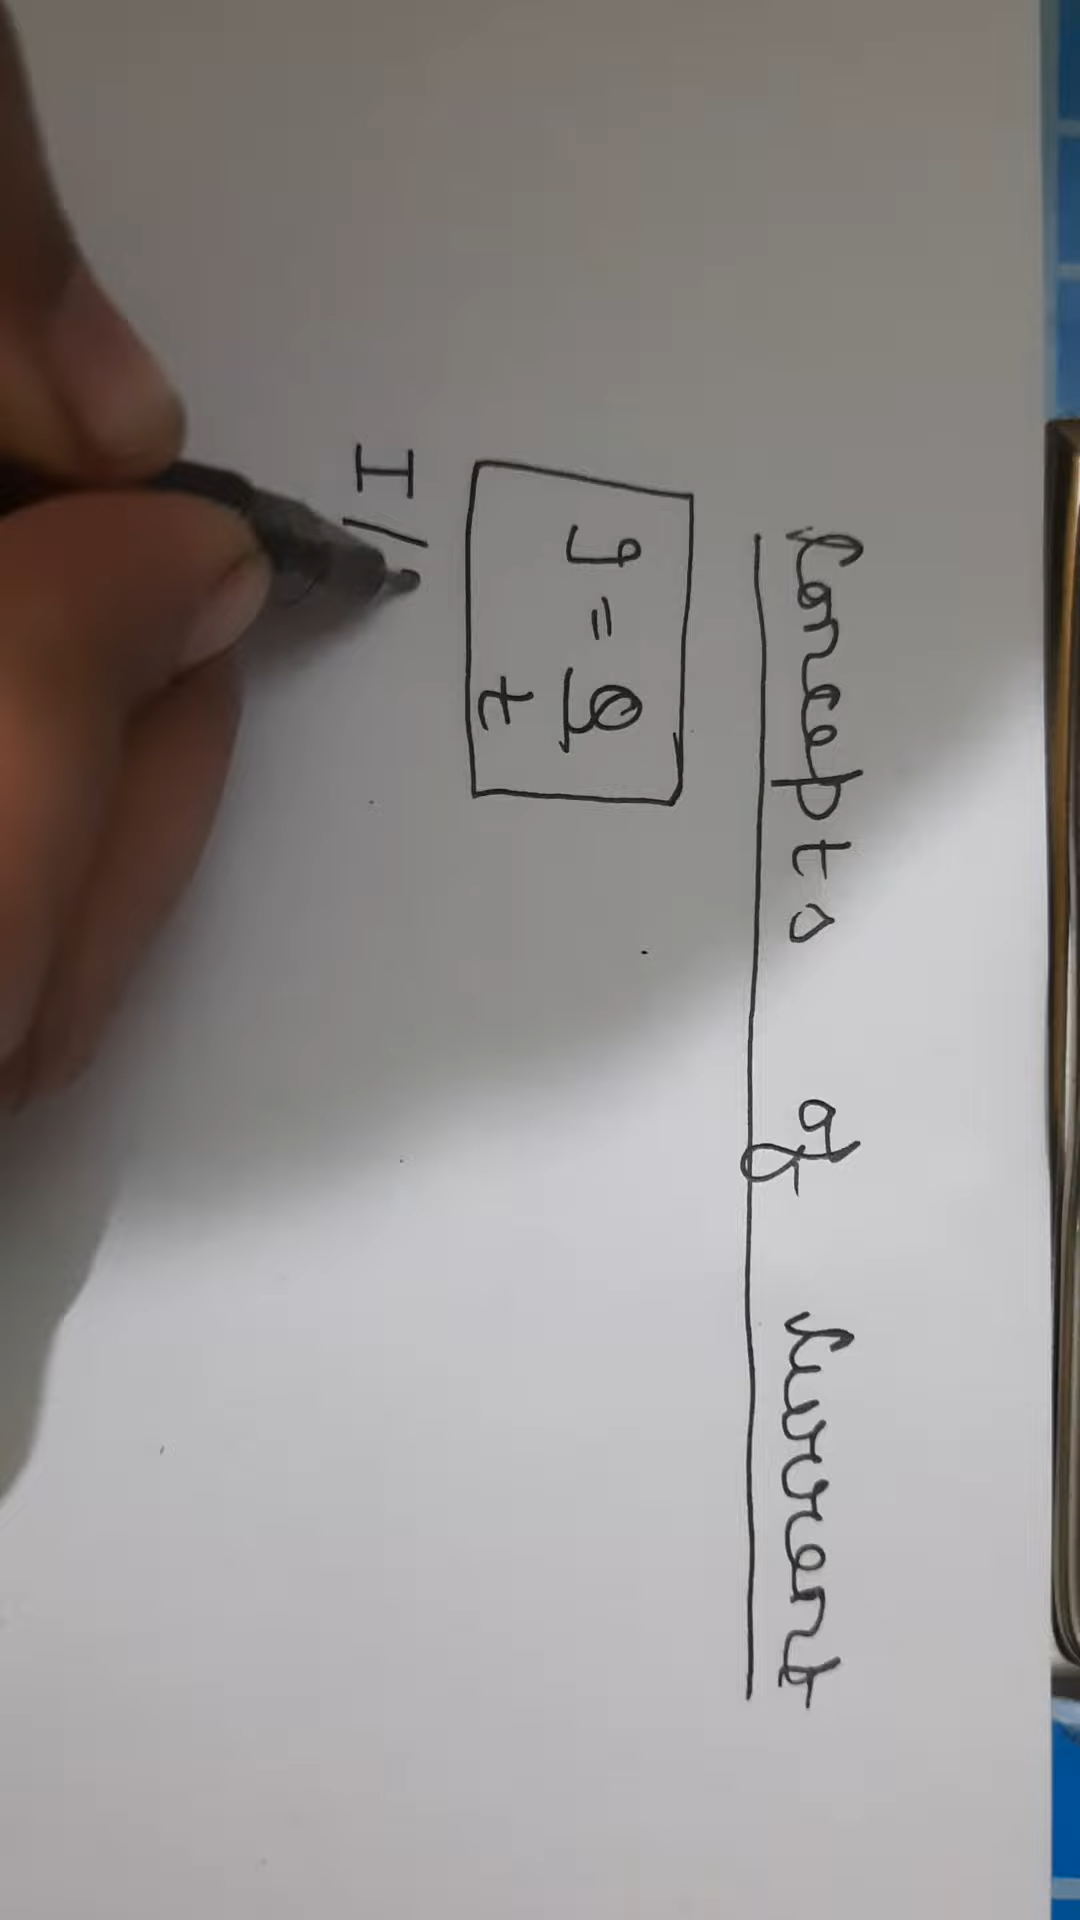 Concepts of Current
I = Q
t
I/